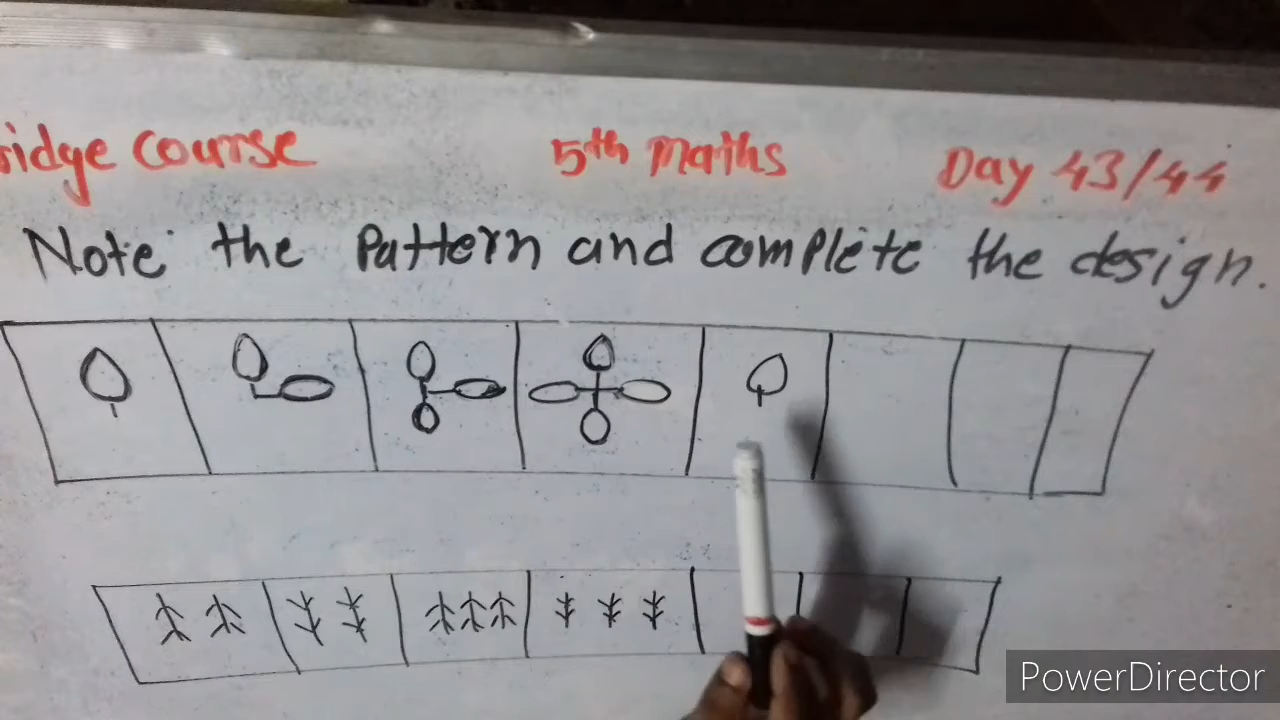 ridge course 5th Maths Day 43/44
Note the Pattern and complete the design.
PowerDirector